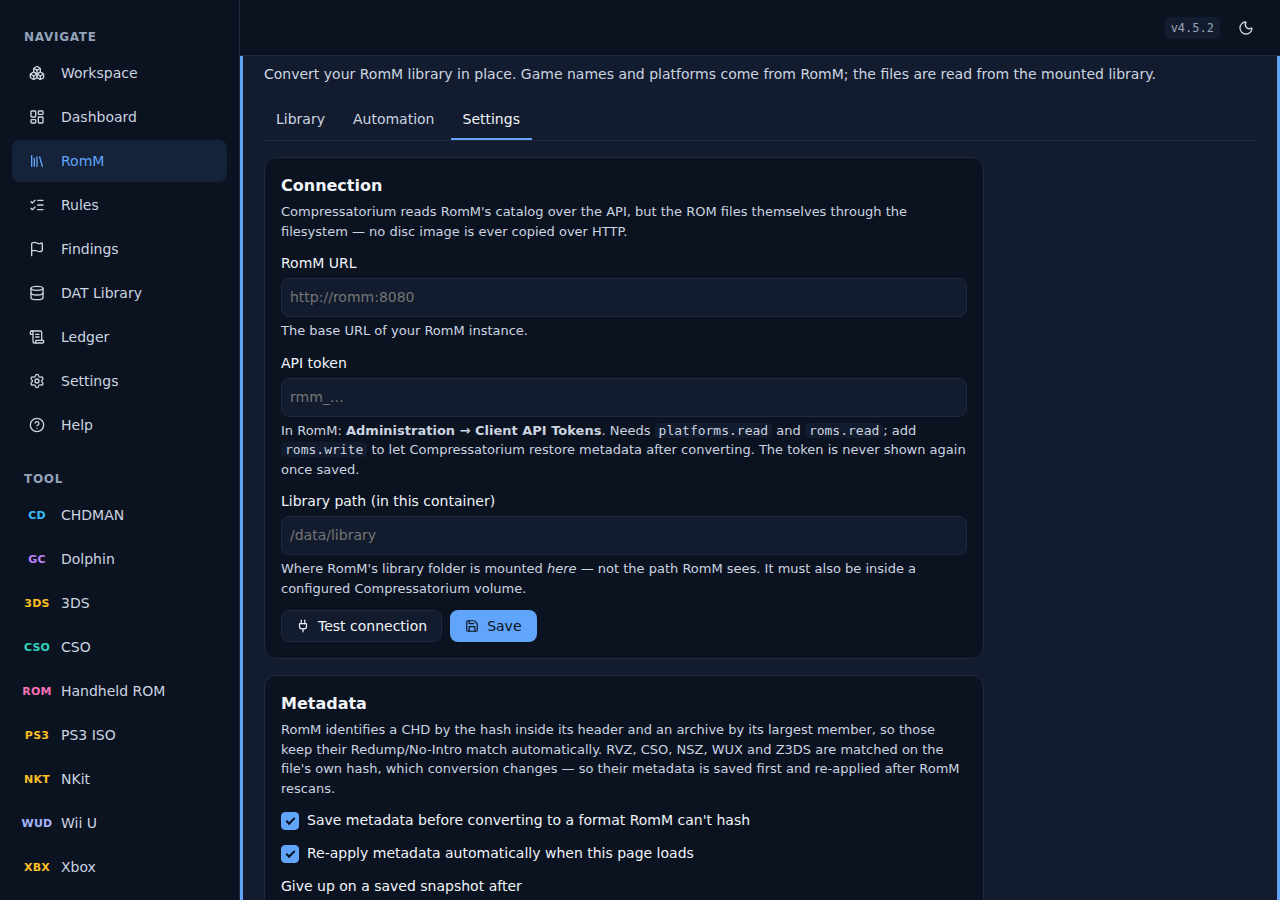 NAVIGATE
Workspace
Dashboard
RomM
Rules
Findings
DAT Library
Ledger
Settings
Help
TOOL
CD CHDMAN
GC Dolphin
3DS 3DS
CSO CSO
ROM Handheld ROM
PS3 PS3 ISO
NKT NKit
WUD Wii U
XBX Xbox
v4.5.2
Convert your RomM library in place. Game names and platforms come from RomM; the files are read from the mounted library.
Library Automation Settings
Connection
Compressatorium reads RomM's catalog over the API, but the ROM files themselves through the
filesystem — no disc image is ever copied over HTTP.
RomM URL
http://romm:8080
The base URL of your RomM instance.
API token
rmm_...
In RomM: Administration → Client API Tokens. Needs platforms.read and roms.read; add
roms.write to let Compressatorium restore metadata after converting. The token is never shown again
once saved.
Library path (in this container)
/data/library
Where RomM's library folder is mounted here — not the path RomM sees. It must also be inside a
configured Compressatorium volume.
Test connection Save
Metadata
RomM identifies a CHD by the hash inside its header and an archive by its largest member, so those
keep their Redump/No-Intro match automatically. RVZ, CSO, NSZ, WUX and Z3DS are matched on the
file's own hash, which conversion changes — so their metadata is saved first and re-applied after RomM
rescans.
Save metadata before converting to a format RomM can't hash
Re-apply metadata automatically when this page loads
Give up on a saved snapshot after